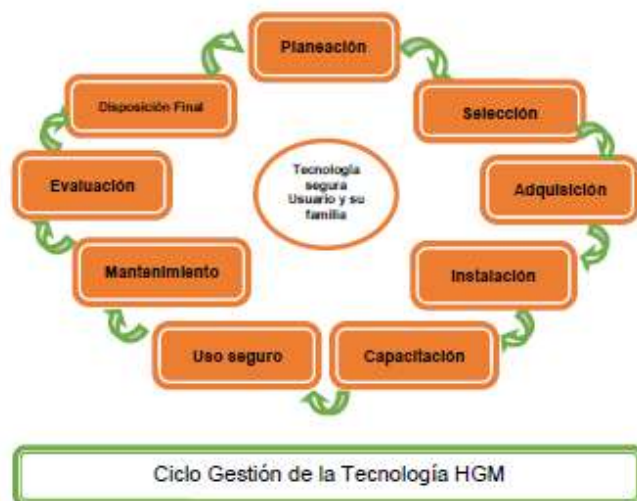 Planeación
Disposición Final
Selección
Tecnología
segura
Usuario y su
familia
Evaluación
Adquisición
Mantenimiento
Instalación
Uso seguro
Capacitación
Ciclo Gestión de la Tecnología HGM